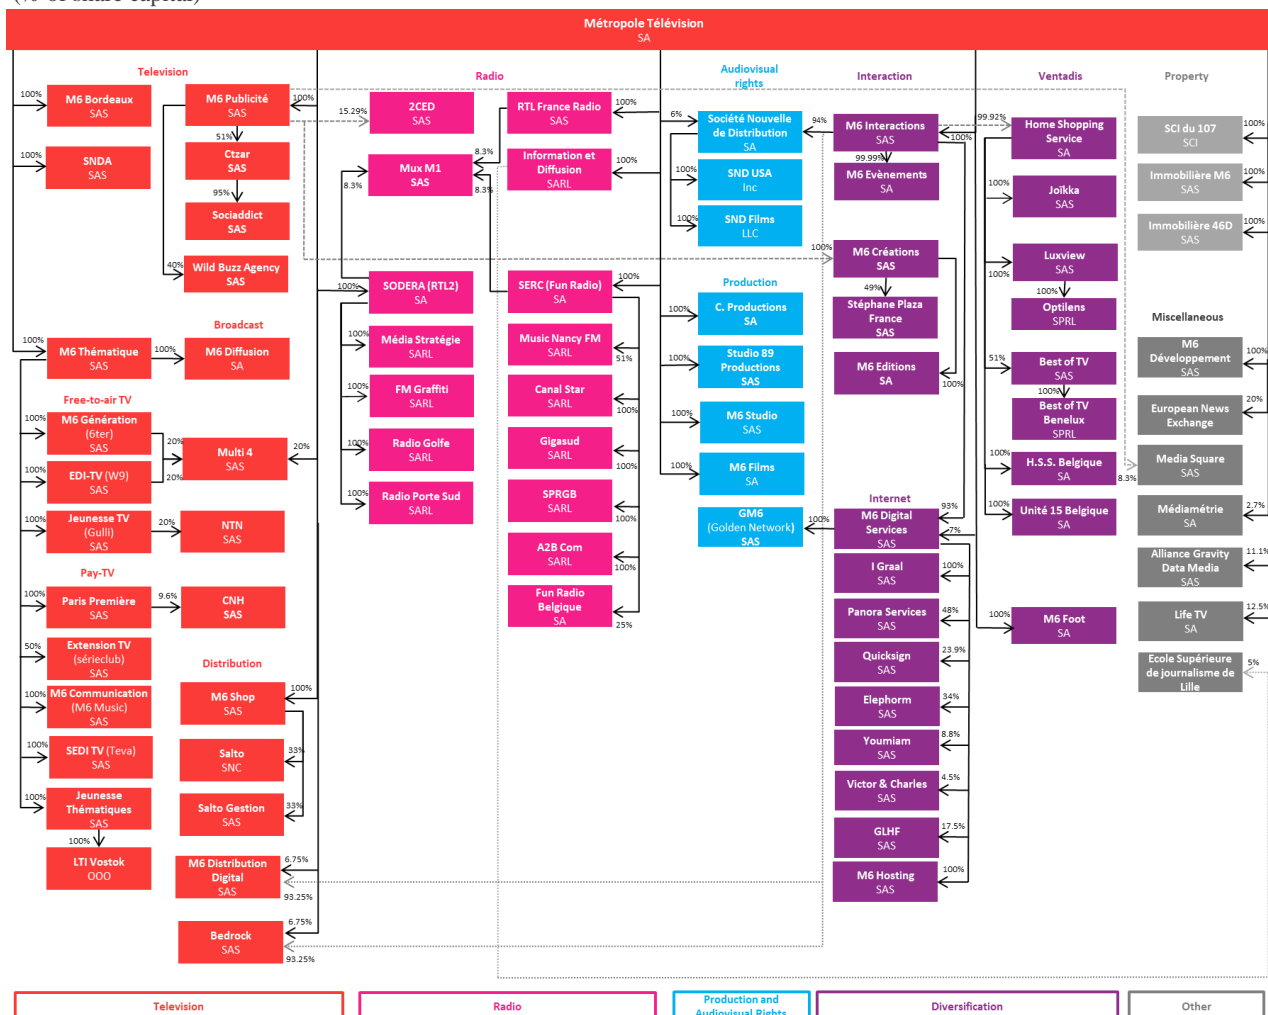 (% of share capital)
Métropole Télévision
SA
Television
100%
M6 Bordeaux
SAS
M6 Publicité
SAS
100%
100%
SNDA
SAS
51%
Ctzar
SAS
95%
Sociaddict
SAS
40%
Wild Buzz Agency
SAS
Broadcast
100%
M6 Thématique
SAS
100%
M6 Diffusion
SA
Free-to-air TV
100%
M6 Génération
(6ter)
SAS
20%
Multi 4
SAS
20%
100%
EDI-TV (W9)
SAS
20%
100%
Jeunesse TV
(Gulli)
SAS
20%
NTN
SAS
Pay-TV
100%
Paris Première
SAS
9.6%
CNH
SAS
50%
Extension TV
(sérieclub)
SAS
100%
M6 Communication
(M6 Music)
SAS
100%
SEDI TV (Teva)
SAS
100%
Jeunesse
Thématiques
SAS
100%
LTI Vostok
OOO
Distribution
M6 Shop
SAS
100%
Salto
SNC
33%
Salto Gestion
SAS
33%
M6 Distribution
Digital
SAS
6.75%
93.25%
Bedrock
SAS
6.75%
93.25%
Radio
15.29%
2CED
SAS
RTL France Radio
SAS
100%
8.3%
Mux M1
SAS
8.3%
8.3%
Information et
Diffusion
SARL
100%
100%
SODERA (RTL2)
SA
SERC (Fun Radio)
SA
100%
100%
Média Stratégie
SARL
Music Nancy FM
SARL
51%
100%
FM Graffiti
SARL
Canal Star
SARL
100%
100%
Radio Golfe
SARL
Gigasud
SARL
100%
100%
Radio Porte Sud
SARL
SPRGB
SARL
100%
A2B Com
SARL
100%
Fun Radio
Belgique
SA
25%
Audiovisual
rights
6%
Société Nouvelle
de Distribution
SA
94%
100%
SND USA
Inc
100%
SND Films
LLC
Production
C. Productions
SA
100%
100%
Studio 89
Productions
SAS
100%
M6 Studio
SAS
100%
M6 Films
SA
GM6
(Golden Network)
SAS
100%
Interaction
M6 Interactions
SAS
100%
99.99%
M6 Evènements
SA
100%
M6 Créations
SAS
49%
Stéphane Plaza
France
SAS
M6 Editions
SA
100%
Internet
M6 Digital
Services
SAS
93%
7%
I Graal
SAS
100%
Panora Services
SAS
48%
Quicksign
SAS
23.9%
Elephorm
SAS
34%
Youmiam
SAS
8.8%
Victor & Charles
SAS
4.5%
GLHF
SAS
17.5%
M6 Hosting
SAS
100%
Ventadis
99.92%
Home Shopping
Service
SA
100%
Joïkka
SAS
100%
Luxview
SAS
100%
Optilens
SPRL
51%
Best of TV
SAS
100%
Best of TV
Benelux
SPRL
100%
H.S.S. Belgique
SA
100%
Unité 15 Belgique
SA
100%
M6 Foot
SA
Property
SCI du 107
SCI
100%
Immobilière M6
SAS
100%
Immobilière 46D
SAS
100%
Miscellaneous
M6
Développement
SAS
100%
European News
Exchange
20%
Media Square
SAS
8.3%
Médiamétrie
SA
2.7%
Alliance Gravity
Data Media
SAS
11.1%
Life TV
SA
12.5%
Ecole Supérieure
de journalisme de
Lille
5%
Television
Radio
Production and
Audiovisual Rights
Diversification
Other